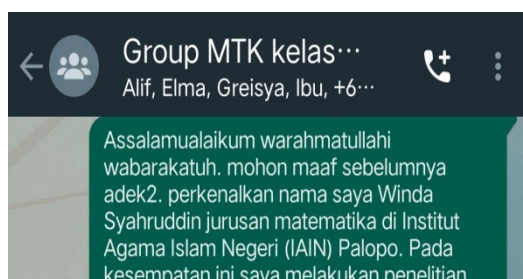 Group MTK kelas...
Alif, Elma, Greisya, Ibu, +6...
Assalamualaikum warahmatullahi
wabarakatuh. mohon maaf sebelumnya
adek2. perkenalkan nama saya Winda
Syahruddin jurusan matematika di Institut
Agama Islam Negeri (IAIN) Palopo. Pada
kesempatan ini saya melakukan penelitian